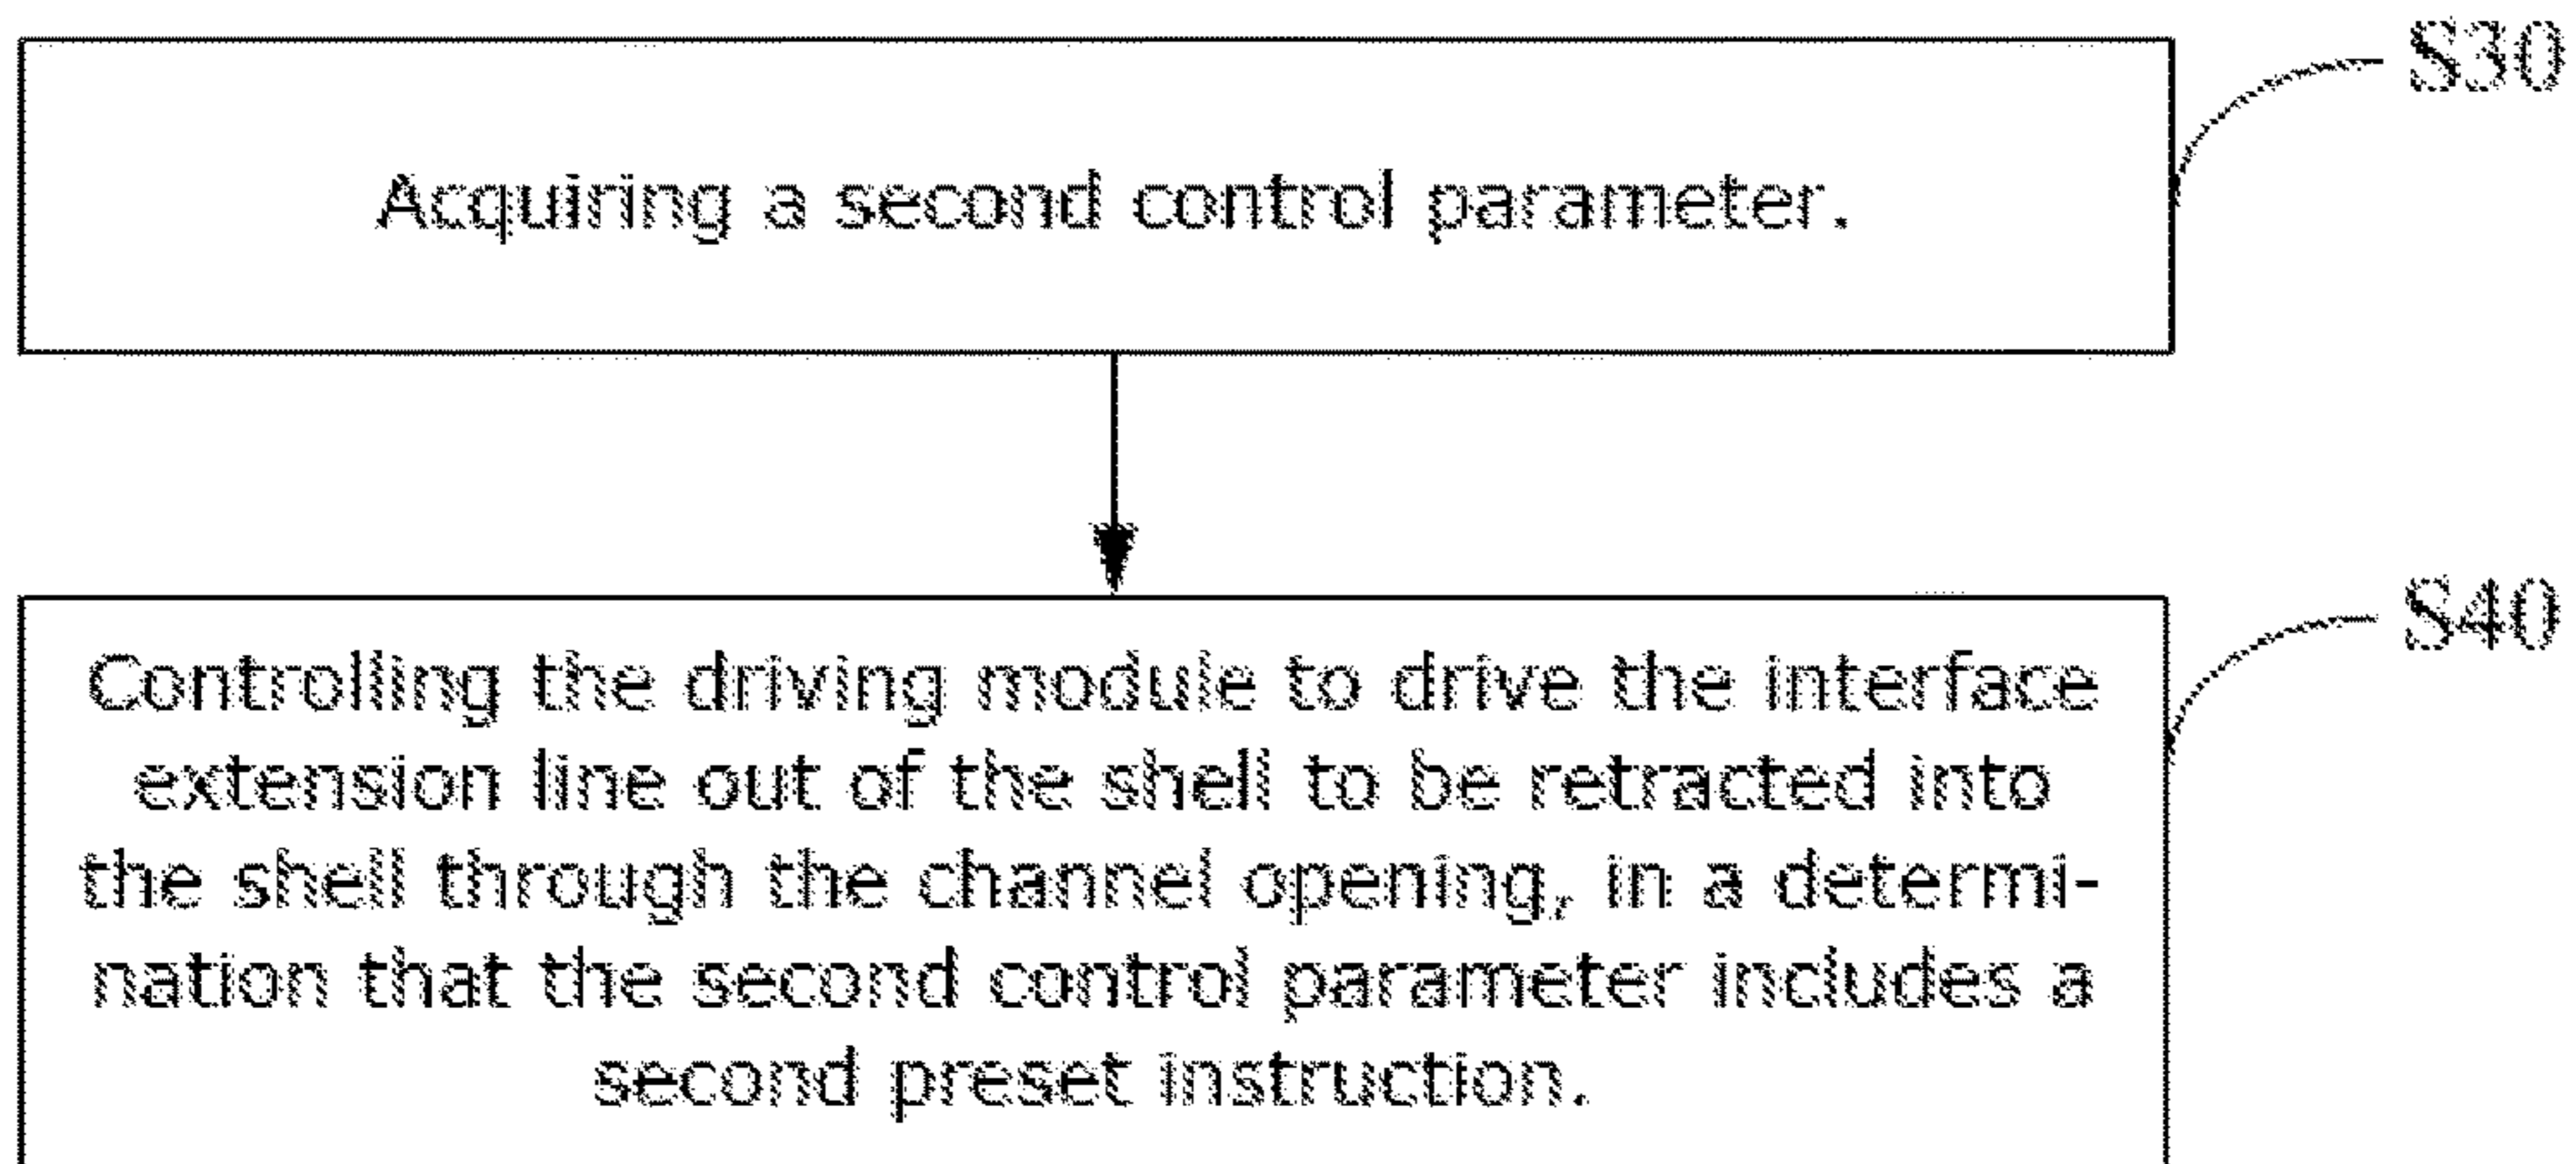 S30
Acquiring a second control parameter.
S40
Controlling the driving module to drive the interface
extension line out of the shell to be retracted into
the shell through the channel opening, in a determi-
nation that the second control parameter includes a
second preset instruction.